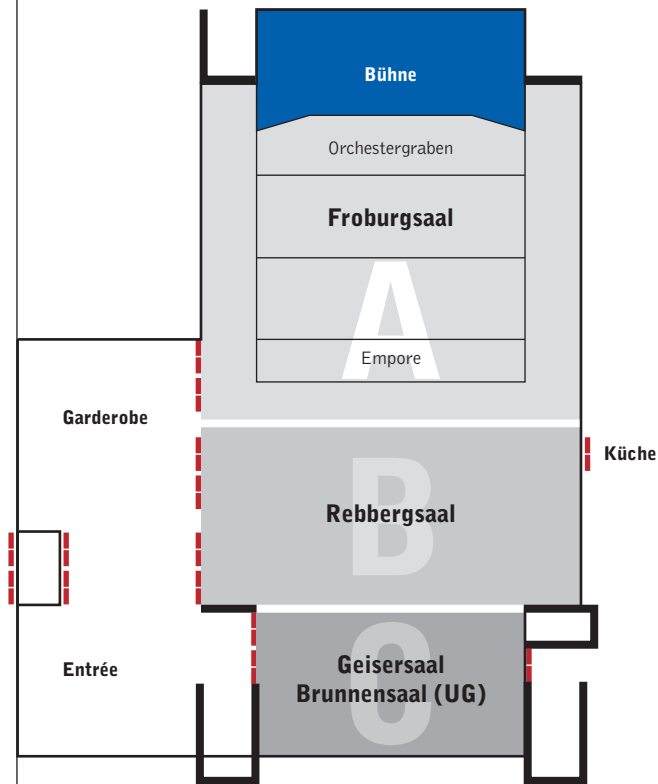 Bühne
Orchestergraben
Froburgsaal
A
Empore
Garderobe
Küche
B
Rebbergsaal
Entrée
C
Geisersaal
Brunnensaal (UG)